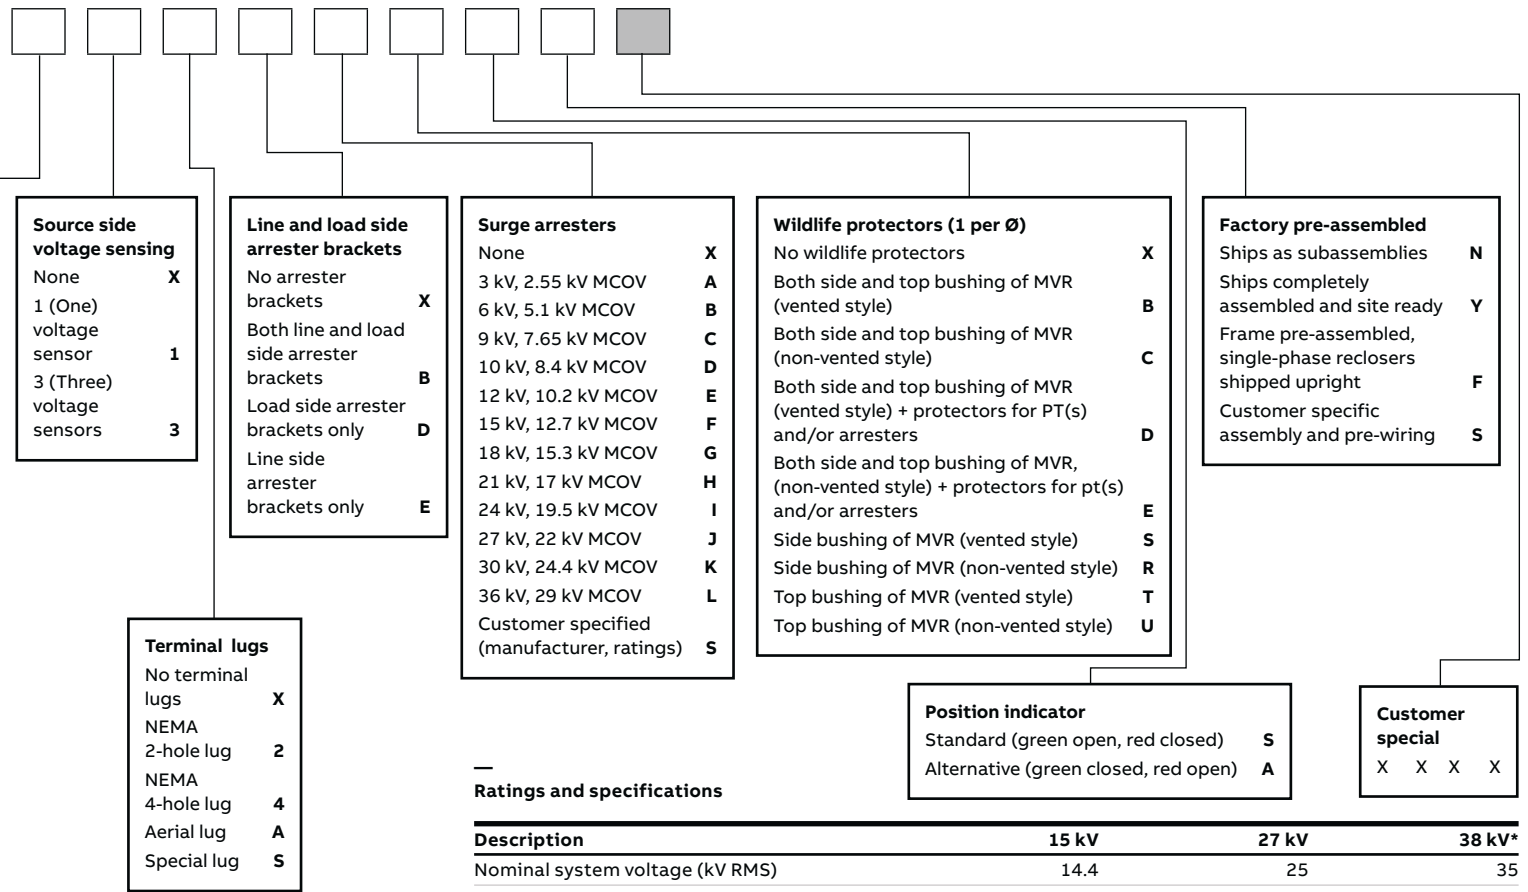 Source side
voltage sensing
None X
1 (One)
voltage
sensor 1
3 (Three)
voltage
sensors 3
Line and load side
arrester brackets
No arrester
brackets X
Both line and load
side arrester
brackets B
Load side arrester
brackets only D
Line side
arrester
brackets only E
Surge arresters
None X
3 kV, 2.55 kV MCOV A
6 kV, 5.1 kV MCOV B
9 kV, 7.65 kV MCOV C
10 kV, 8.4 kV MCOV D
12 kV, 10.2 kV MCOV E
15 kV, 12.7 kV MCOV F
18 kV, 15.3 kV MCOV G
21 kV, 17 kV MCOV H
24 kV, 19.5 kV MCOV I
27 kV, 22 kV MCOV J
30 kV, 24.4 kV MCOV K
36 kV, 29 kV MCOV L
Customer specified
(manufacturer, ratings) S
Wildlife protectors (1 per Ø)
No wildlife protectors X
Both side and top bushing of MVR
(vented style) B
Both side and top bushing of MVR
(non-vented style) C
Both side and top bushing of MVR
(vented style) + protectors for PT(s)
and/or arresters D
Both side and top bushing of MVR,
(non-vented style) + protectors for pt(s)
and/or arresters E
Side bushing of MVR (vented style) S
Side bushing of MVR (non-vented style) R
Top bushing of MVR (vented style) T
Top bushing of MVR (non-vented style) U
Factory pre-assembled
Ships as subassemblies N
Ships completely
assembled and site ready Y
Frame pre-assembled,
single-phase reclosers
shipped upright F
Customer specific
assembly and pre-wiring S
Terminal lugs
No terminal
lugs X
NEMA
2-hole lug 2
NEMA
4-hole lug 4
Aerial lug A
Special lug S
Position indicator
Standard (green open, red closed) S
Alternative (green closed, red open) A
Customer
special
X X X X
—
Ratings and specifications
Description 15 kV 27 kV 38 kV*
Nominal system voltage (kV RMS) 14.4 25 35